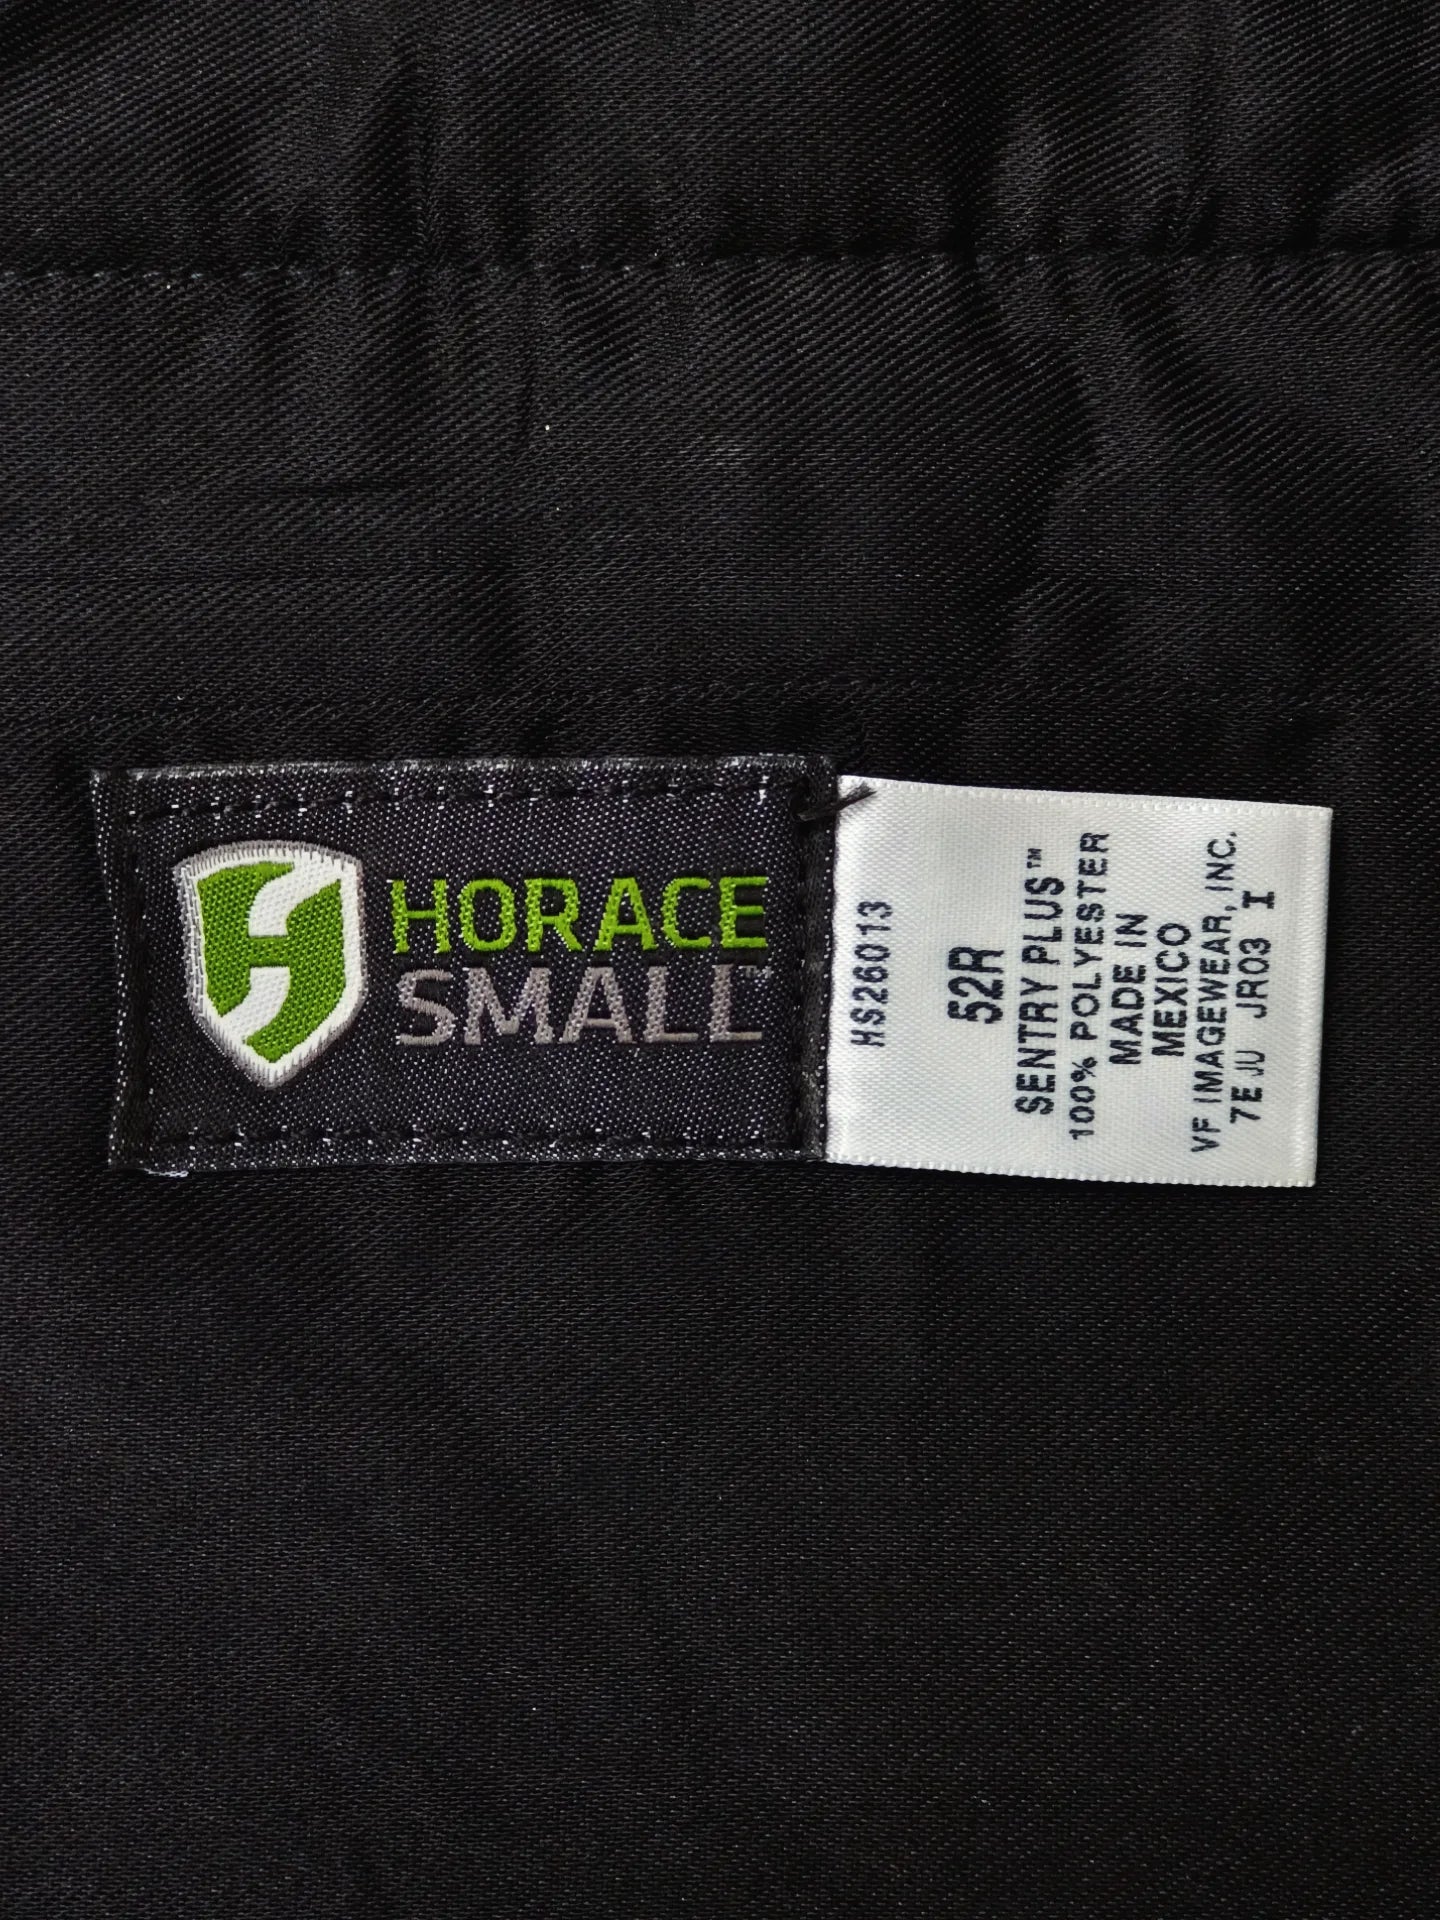 HORACE
SMALL™
HS26013
52R
SENTRY PLUS™
100% POLYESTER
MADE IN
MEXICO
VF IMAGEWEAR, INC.
7E JU JR03 I